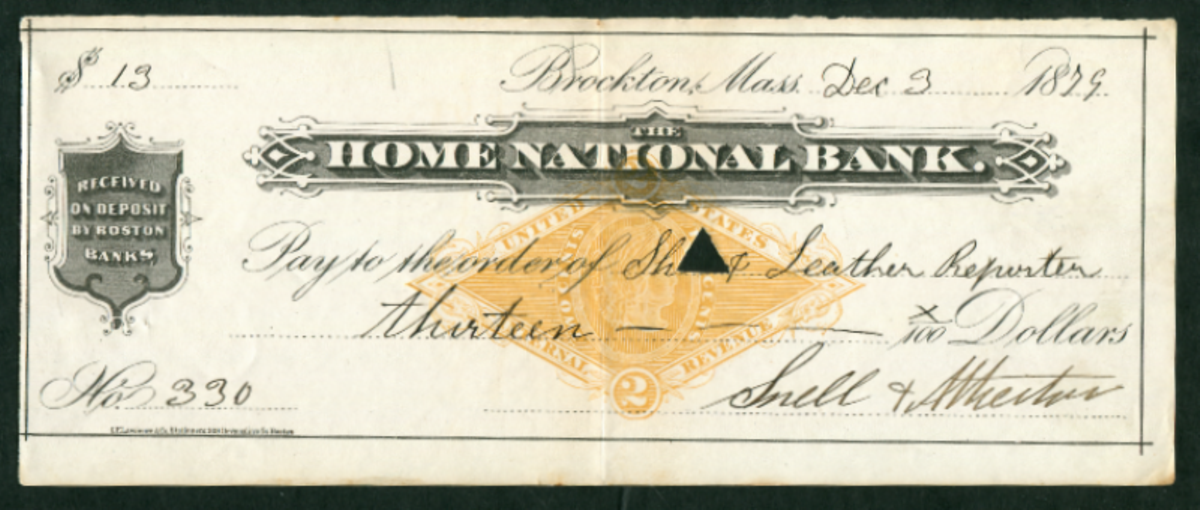 $ 13
Brockton, Mass. Dec 3 1879.
THE
HOME NATIONAL BANK.
RECEIVED
ON DEPOSIT
BY BOSTON
BANKS
UNITED STATES
INTERNAL REVENUE
2
Pay to the order of Sh & Leather Reporter
Thirteen — — — x/100 Dollars
No. 330
Snell & Atherton